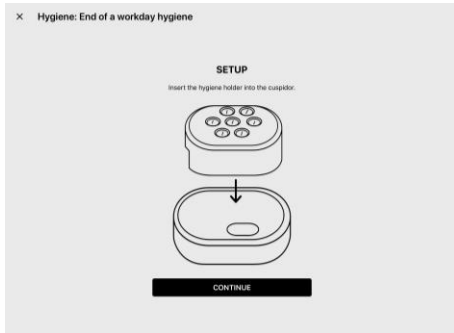 Hygiene: End of a workday hygiene
SETUP
Insert the hygiene holder into the cuspidor.
CONTINUE